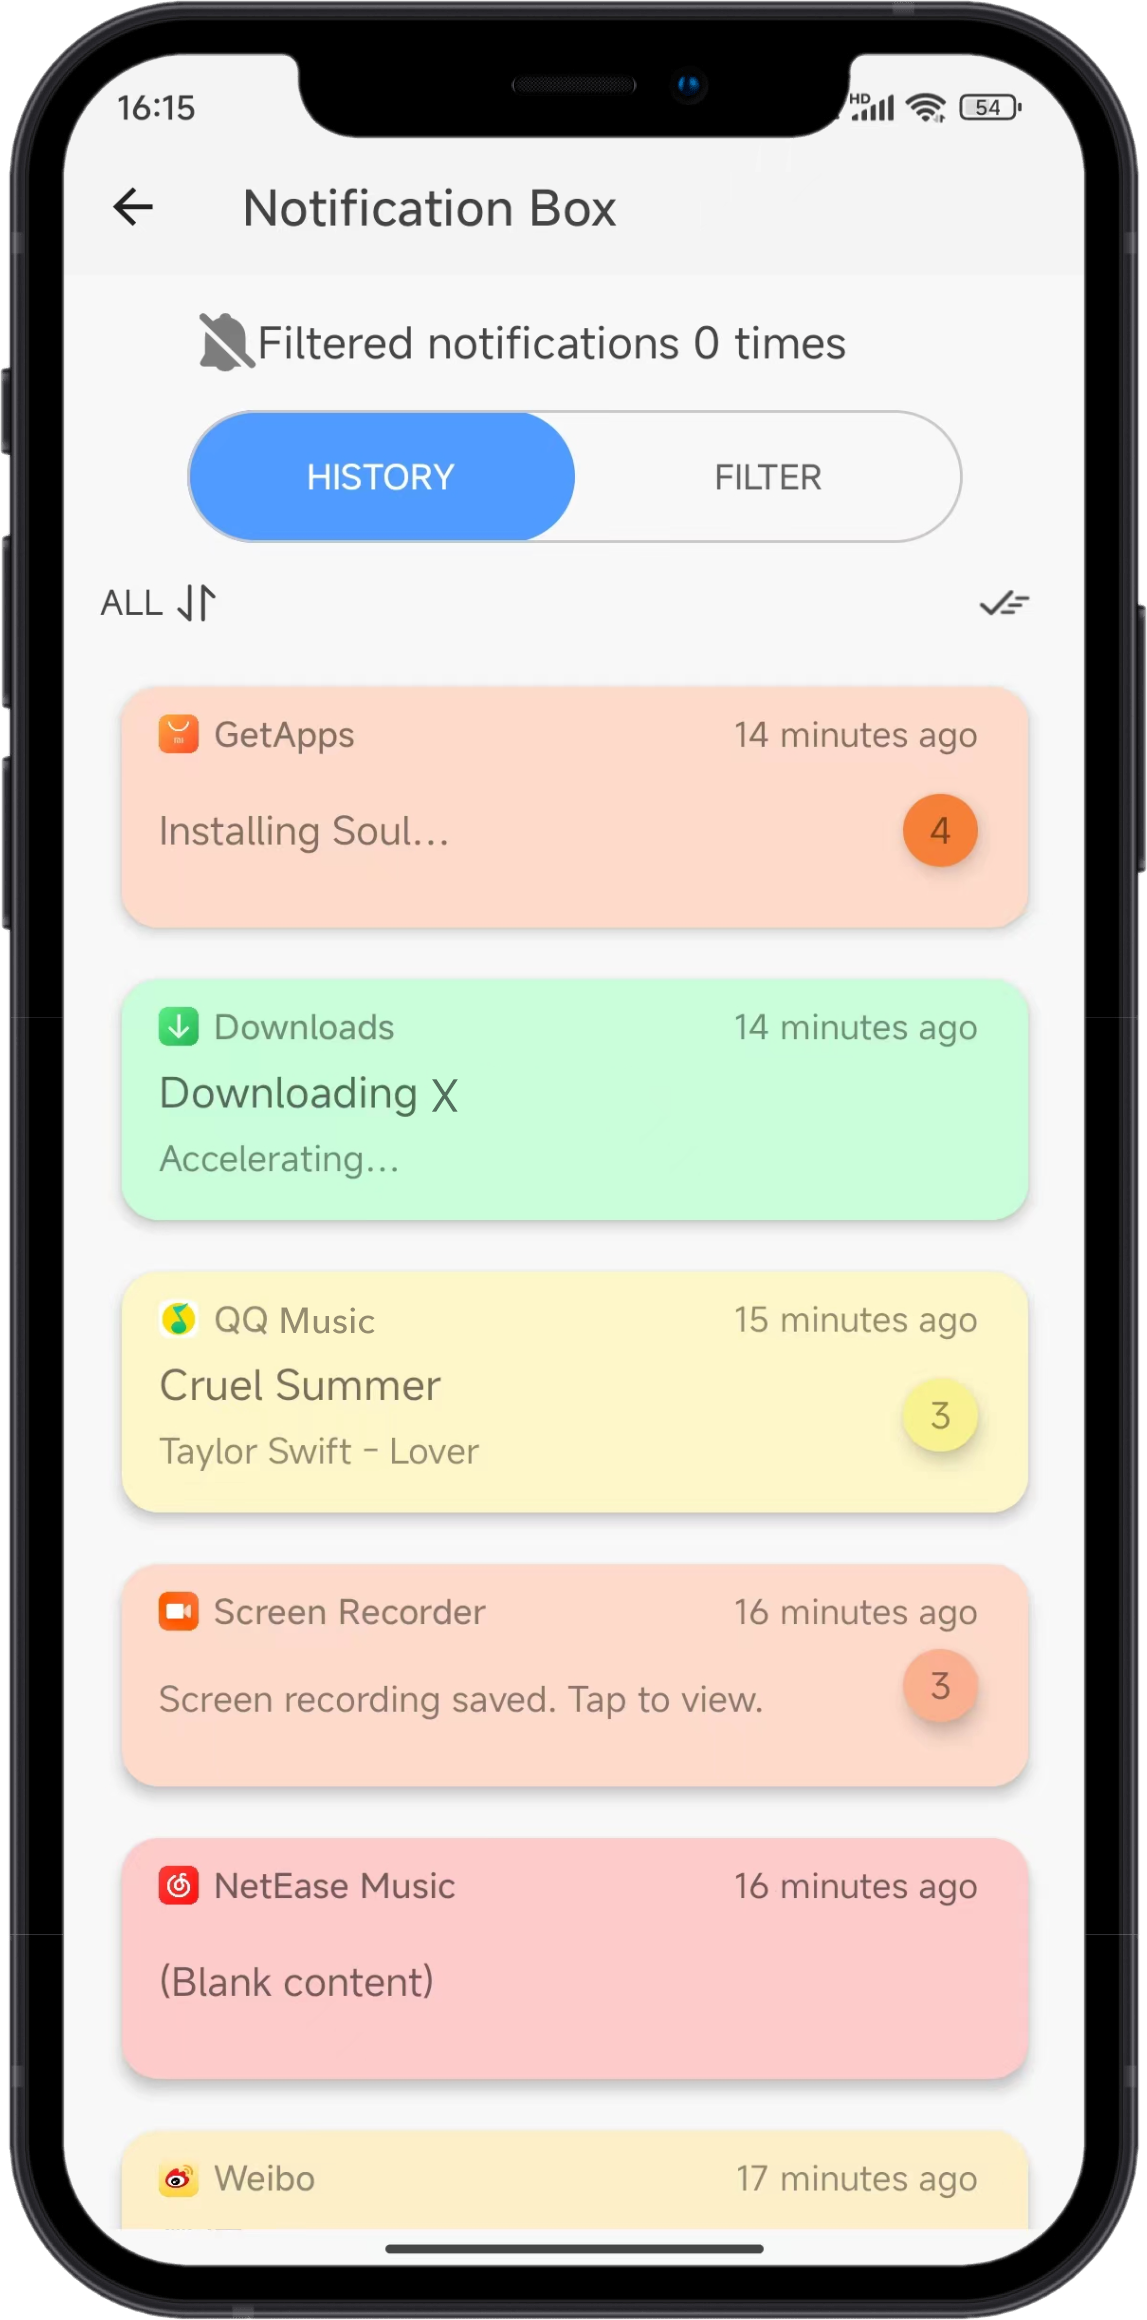 16:15 HD 54
Notification Box
Filtered notifications 0 times
HISTORY FILTER
ALL
GetApps 14 minutes ago
Installing Soul...
4
Downloads 14 minutes ago
Downloading X
Accelerating...
QQ Music 15 minutes ago
Cruel Summer
3
Taylor Swift - Lover
Screen Recorder 16 minutes ago
Screen recording saved. Tap to view.
3
NetEase Music 16 minutes ago
(Blank content)
Weibo 17 minutes ago